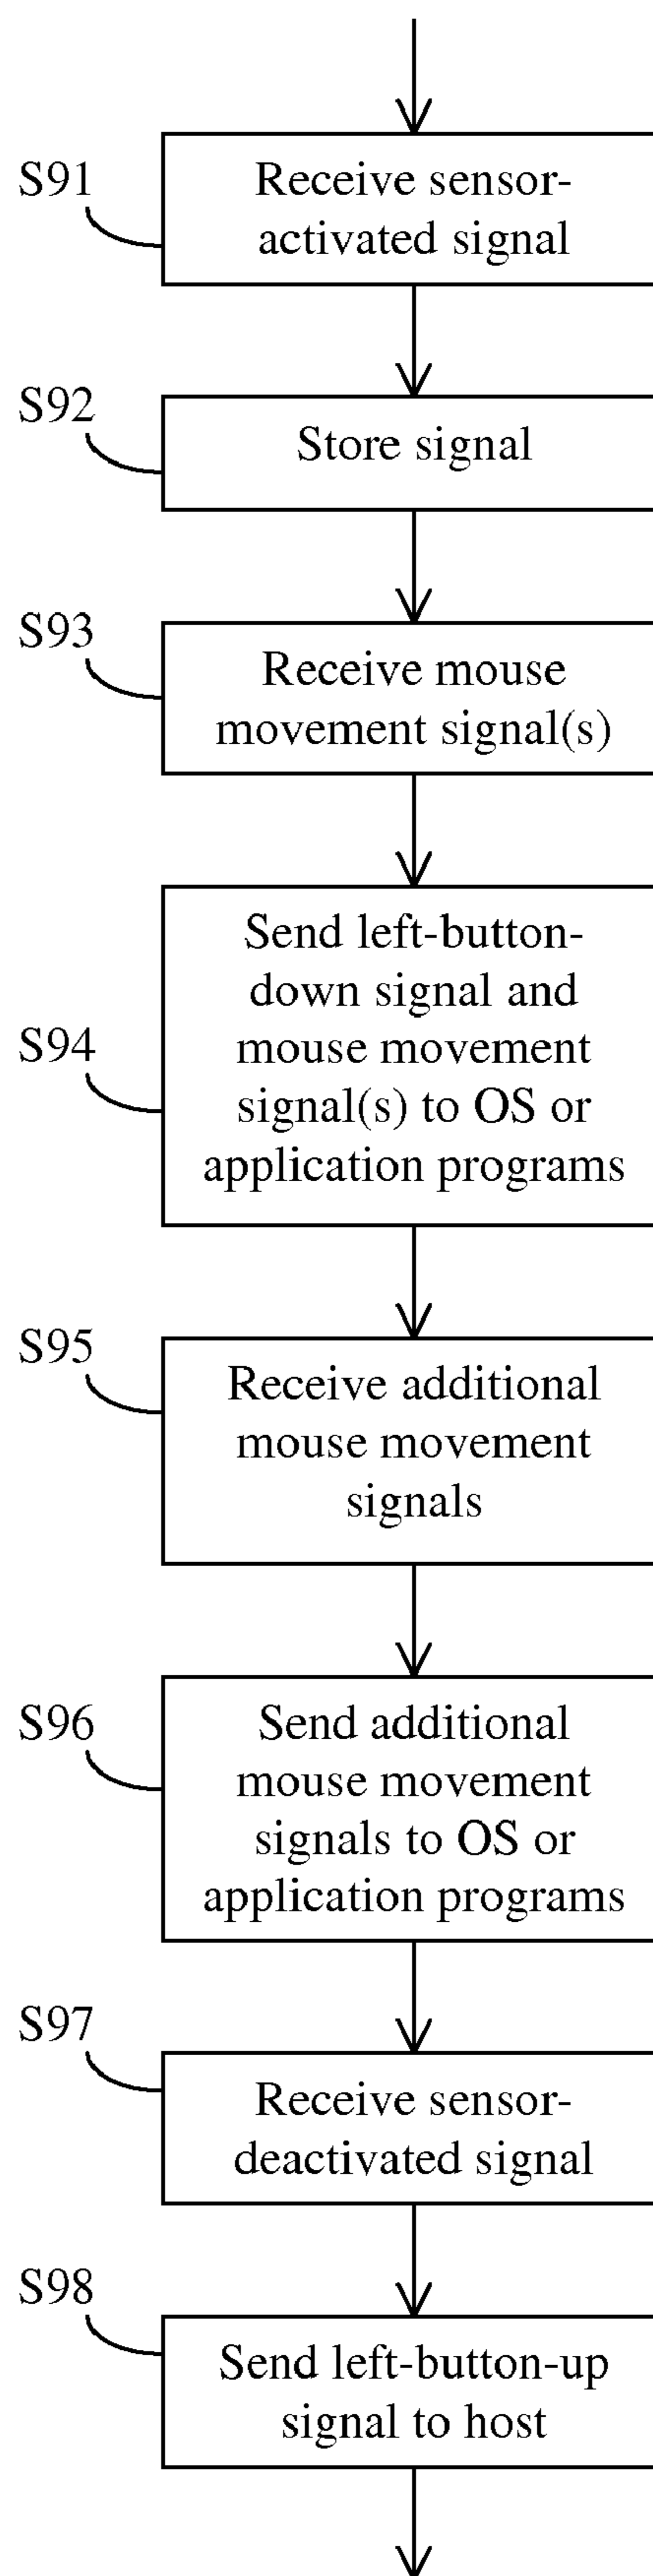 S91
Receive sensor-
activated signal
S92
Store signal
S93
Receive mouse
movement signal(s)
S94
Send left-button-
down signal and
mouse movement
signal(s) to OS or
application programs
S95
Receive additional
mouse movement
signals
S96
Send additional
mouse movement
signals to OS or
application programs
S97
Receive sensor-
deactivated signal
S98
Send left-button-up
signal to host